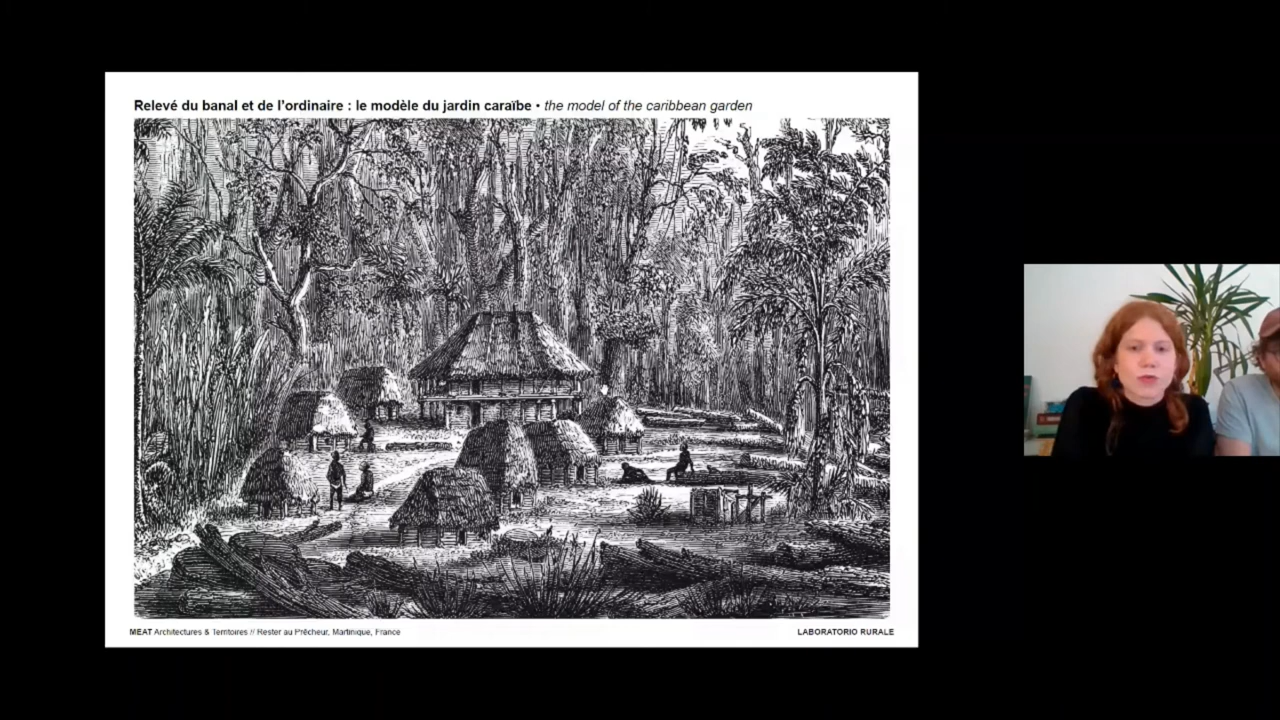 Relevé du banal et de l'ordinaire : le modèle du jardin caraïbe • the model of the caribbean garden
MEAT Architectures & Territoires // Rester au Prêcheur, Martinique, France
LABORATORIO RURALE